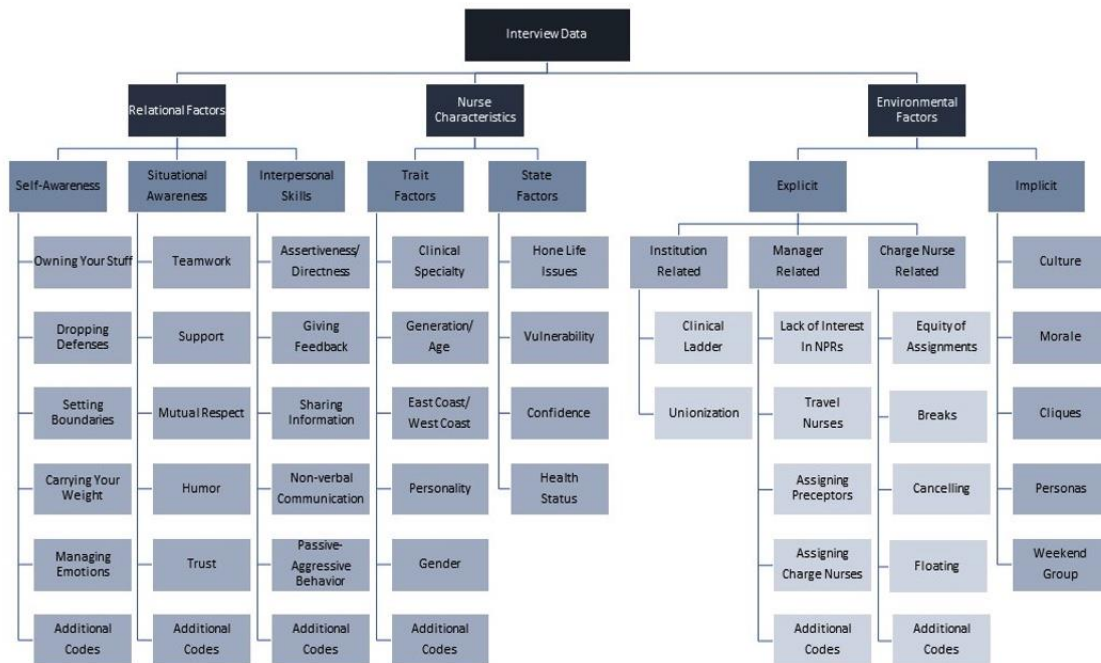 Interview Data
Relational Factors
Nurse
Characteristics
Environmental
Factors
Self-Awareness
Situational
Awareness
Interpersonal
Skills
Trait
Factors
State
Factors
Explicit
Implicit
Owning Your Stuff
Teamwork
Assertiveness/
Directness
Clinical
Specialty
Hone Life
Issues
Institution
Related
Manager
Related
Charge Nurse
Related
Culture
Dropping
Defenses
Support
Giving
Feedback
Generation/
Age
Vulnerability
Clinical
Ladder
Lack of Interest
In NPRs
Equity of
Assignments
Morale
Setting
Boundaries
Mutual Respect
Sharing
Information
East Coast/
West Coast
Confidence
Unionization
Travel
Nurses
Breaks
Cliques
Carrying Your
Weight
Humor
Non-verbal
Communication
Personality
Health
Status
Assigning
Preceptors
Cancelling
Personas
Managing
Emotions
Trust
Passive-
Aggressive
Behavior
Gender
Assigning
Charge Nurses
Floating
Weekend
Group
Additional
Codes
Additional
Codes
Additional
Codes
Additional
Codes
Additional
Codes
Additional
Codes